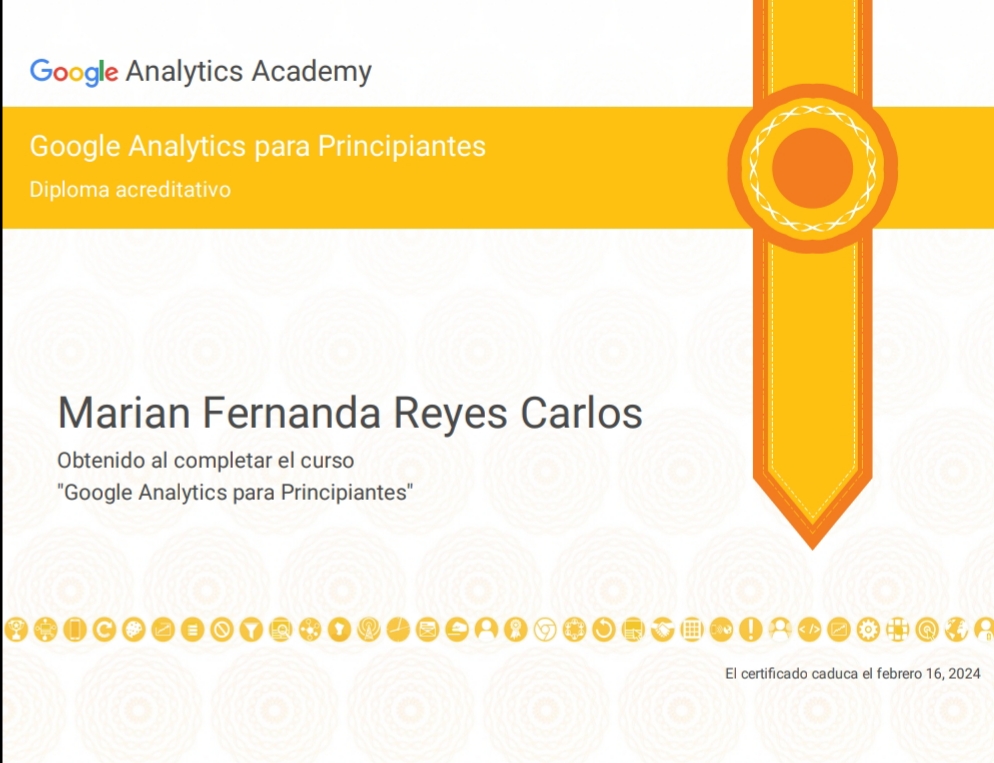 Google Analytics Academy
Google Analytics para Principiantes
Diploma acreditativo
Marian Fernanda Reyes Carlos
Obtenido al completar el curso
"Google Analytics para Principiantes"
El certificado caduca el febrero 16, 2024